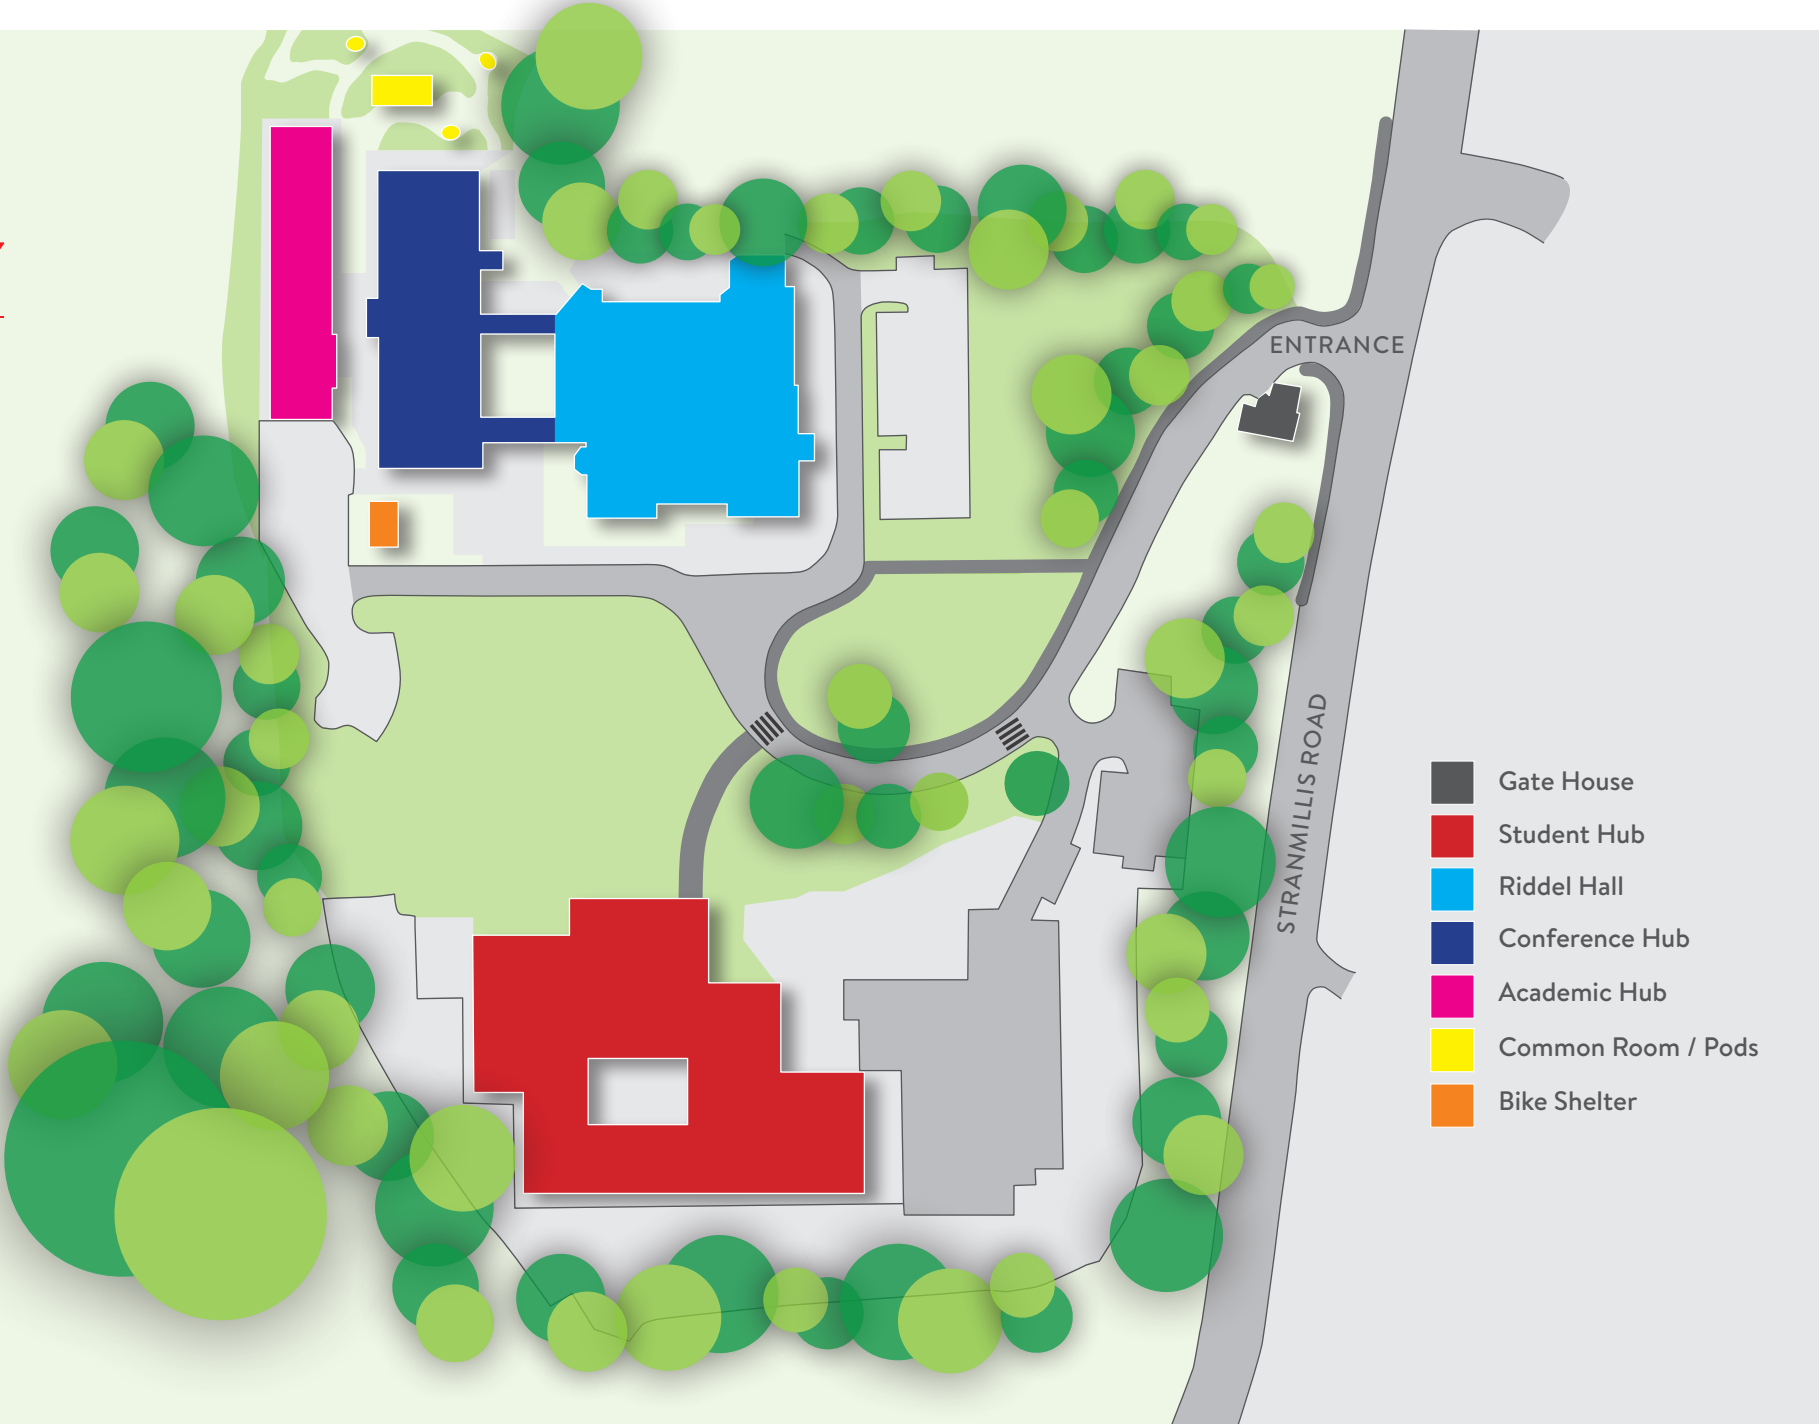 ENTRANCE
STRANMILLIS ROAD
Gate House
Student Hub
Riddel Hall
Conference Hub
Academic Hub
Common Room / Pods
Bike Shelter